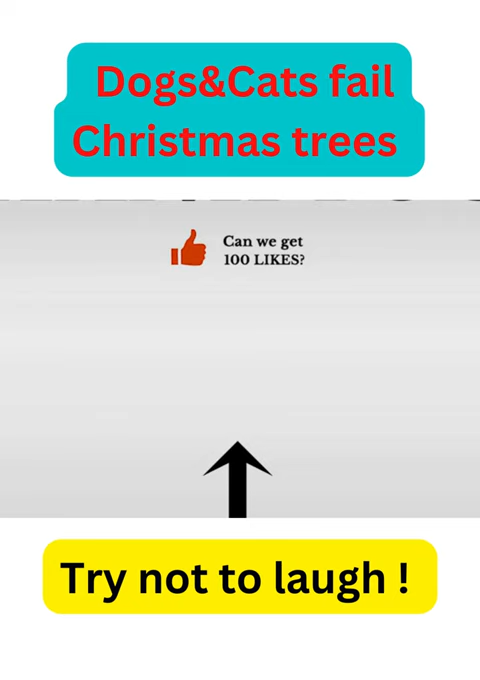 Dogs&Cats fail
Christmas trees
Can we get
100 LIKES?
Try not to laugh !